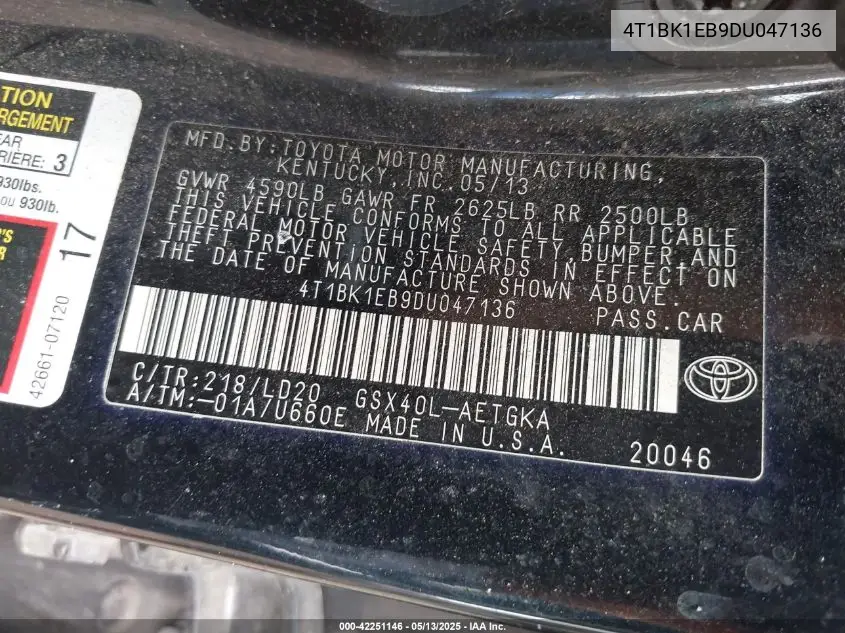 4T1BK1EB9DU047136
TION
RGEMENT
EAR
RRIÈRE: 3
930lbs.
OU 930lb.
17
42661-07120
MFD. BY: TOYOTA MOTOR MANUFACTURING,
KENTUCKY, INC. 05/13
GVWR 4590LB GAWR FR 2625LB RR 2500LB
THIS VEHICLE CONFORMS TO ALL APPLICABLE
FEDERAL MOTOR VEHICLE SAFETY, BUMPER, AND
THEFT PREVENTION STANDARDS IN EFFECT ON
THE DATE OF MANUFACTURE SHOWN ABOVE.
4T1BK1EB9DU047136 PASS. CAR
C/TR: 218/LD20 GSX40L-AETGKA
A/TM: -01A/U660E MADE IN U.S.A.
20046
000-42251146 - 05/13/2025 - IAA Inc.